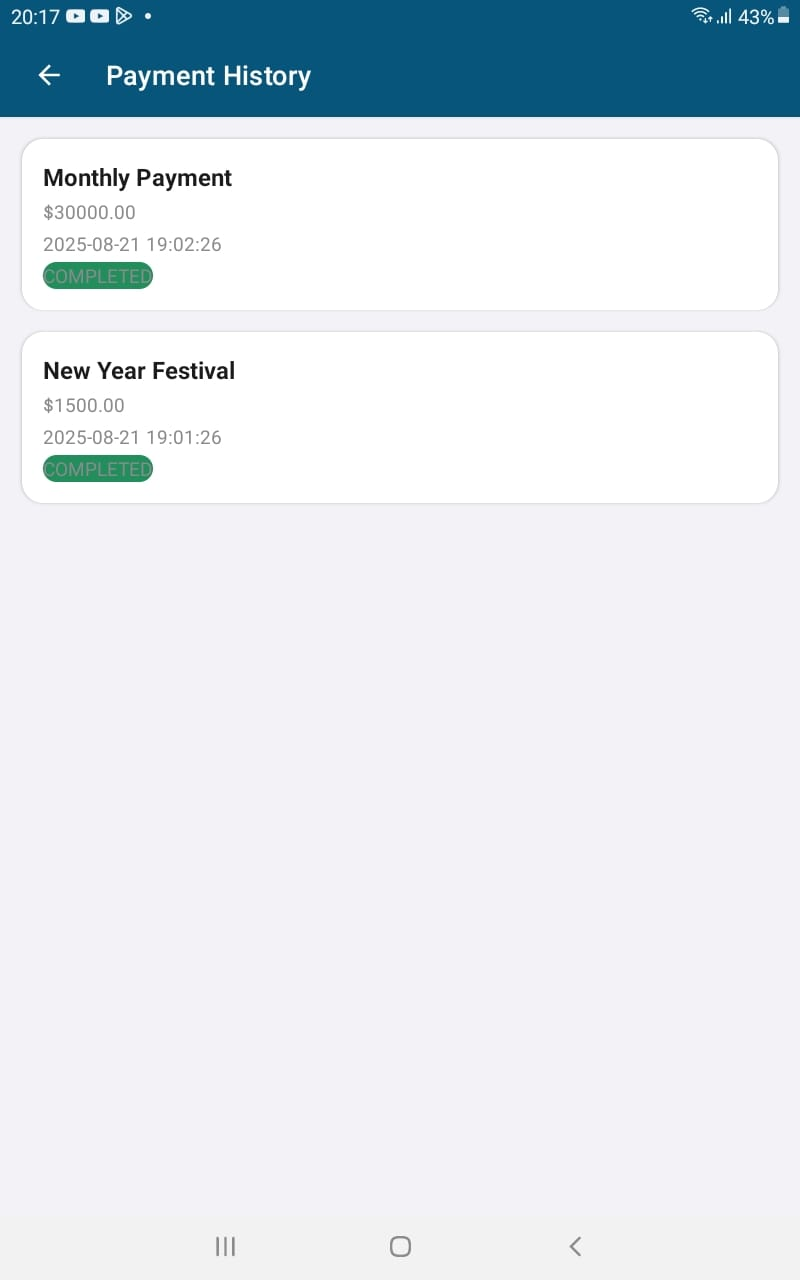 20:17 43%
Payment History
Monthly Payment
$30000.00
2025-08-21 19:02:26
COMPLETED
New Year Festival
$1500.00
2025-08-21 19:01:26
COMPLETED